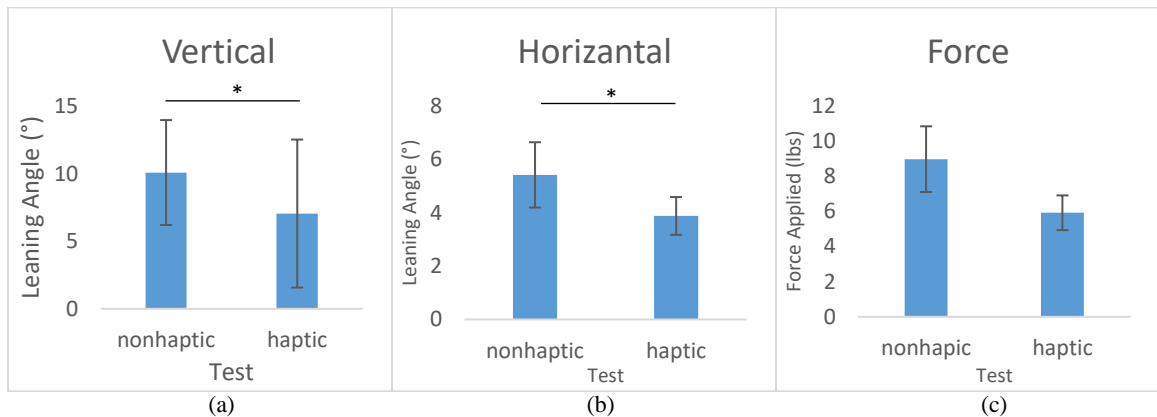 Vertical
*
Leaning Angle (°)
15
10
5
0
nonhaptic haptic
Test
(a)
Horizantal
*
Leaning Angle (°)
8
6
4
2
0
nonhaptic haptic
Test
(b)
Force
Force Applied (lbs)
12
10
8
6
4
2
0
nonhapic haptic
Test
(c)